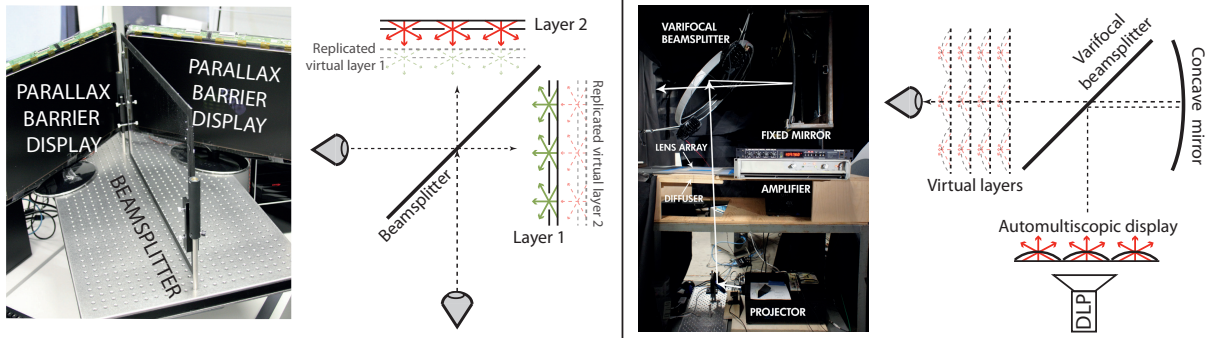 PARALLAX
BARRIER
DISPLAY
PARALLAX
BARRIER
DISPLAY
BEAMSPLITTER
Layer 2
Replicated
virtual layer 1
Beamsplitter
Replicated virtual layer 2
Layer 1
VARIFOCAL
BEAMSPLITTER
FIXED MIRROR
LENS ARRAY
AMPLIFIER
DIFFUSER
PROJECTOR
Varifocal
beamsplitter
Concave mirror
Virtual layers
Automultiscopic display
DLP